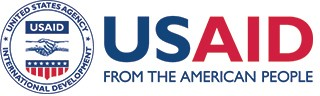 UNITED STATES AGENCY
USAID
INTERNATIONAL DEVELOPMENT
USAID
FROM THE AMERICAN PEOPLE